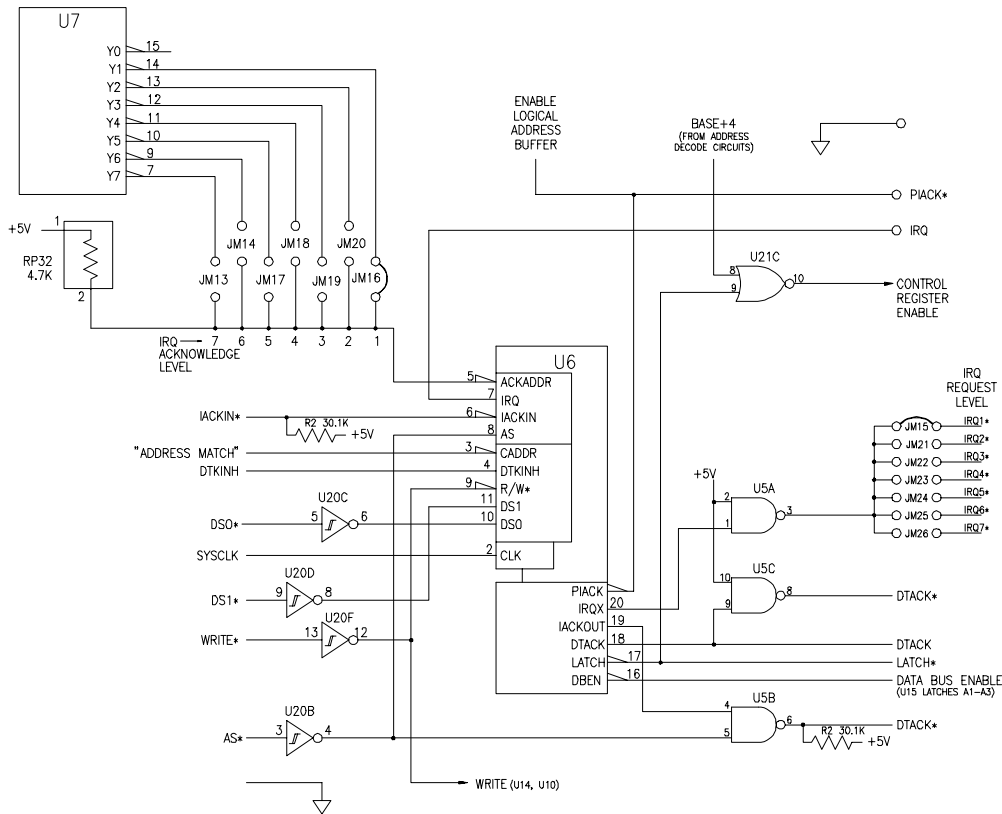 U7
Y0 15
Y1 14
Y2 13
Y3 12
Y4 11
Y5 10
Y6 9
Y7 7
+5V
1
RP32
4.7K
2
JM14
JM18
JM20
JM13
JM17
JM19
JM16
IRQ
ACKNOWLEDGE
LEVEL
7 6 5 4 3 2 1
ENABLE
LOGICAL
ADDRESS
BUFFER
BASE+4
(FROM ADDRESS
DECODE CIRCUITS)
PIACK*
IRQ
U21C
8
9
10
CONTROL
REGISTER
ENABLE
U6
5 ACKADDR
7 IRQ
6 IACKIN
8 AS
3 CADDR
4 DTKINH
9 R/W*
11 DS1
10 DS0
2 CLK
PIACK
IRQX 20
IACKOUT 19
DTACK 18
LATCH 17
DBEN 16
IACKIN*
R2 30.1K
+5V
"ADDRESS MATCH"
DTKINH
U20C
DS0* 5 6
SYSCLK
U20D
DS1* 9 8
U20F
WRITE* 13 12
U20B
AS* 3 4
WRITE (U14, U10)
IRQ
REQUEST
LEVEL
JM15 IRQ1*
JM21 IRQ2*
JM22 IRQ3*
JM23 IRQ4*
JM24 IRQ5*
JM25 IRQ6*
JM26 IRQ7*
+5V
U5A
2
1
3
U5C
10
9
8
DTACK*
DTACK
LATCH*
DATA BUS ENABLE
(U15 LATCHES A1-A3)
U5B
4
5
6
DTACK*
R2 30.1K
+5V